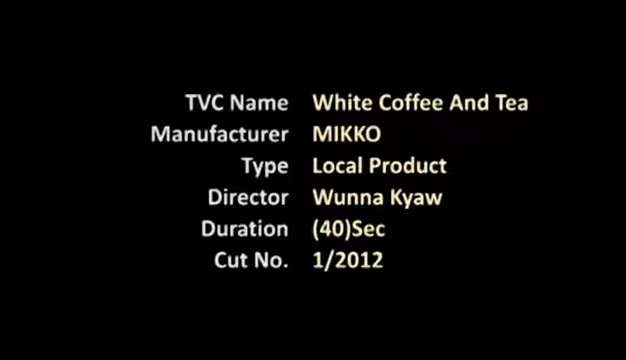 TVC Name White Coffee And Tea
Manufacturer MIKKO
Type Local Product
Director Wunna Kyaw
Duration (40)Sec
Cut No. 1/2012